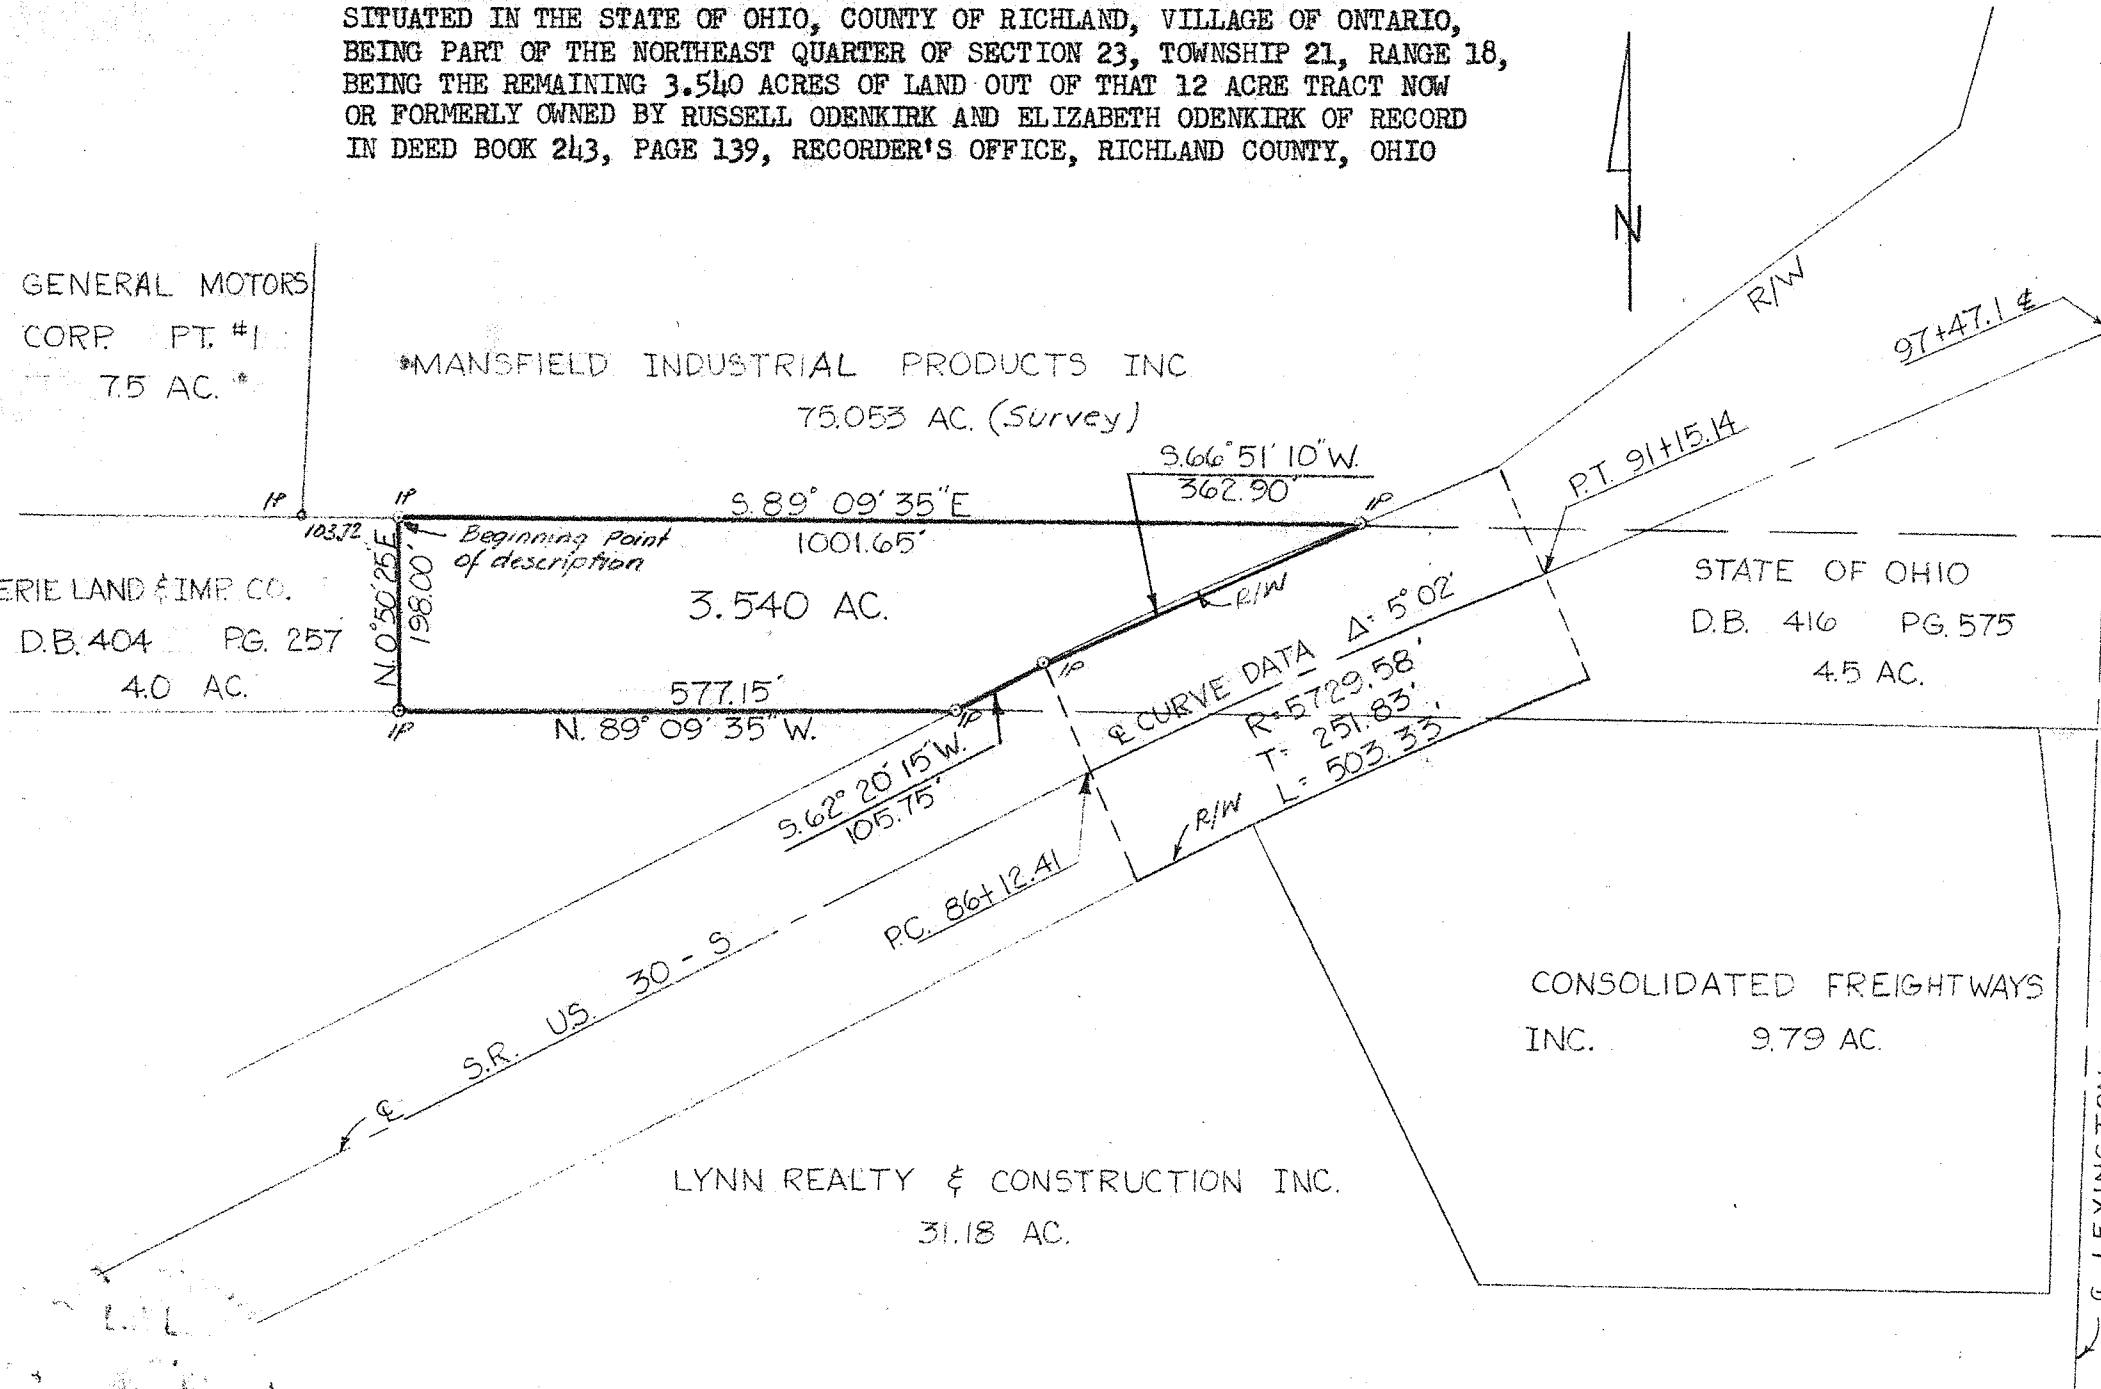 SITUATED IN THE STATE OF OHIO, COUNTY OF RICHLAND, VILLAGE OF ONTARIO,
BEING PART OF THE NORTHEAST QUARTER OF SECTION 23, TOWNSHIP 21, RANGE 18,
BEING THE REMAINING 3.540 ACRES OF LAND OUT OF THAT 12 ACRE TRACT NOW
OR FORMERLY OWNED BY RUSSELL ODENKIRK AND ELIZABETH ODENKIRK OF RECORD
IN DEED BOOK 243, PAGE 139, RECORDER'S OFFICE, RICHLAND COUNTY, OHIO
N
GENERAL MOTORS
CORP. PT. #1
7.5 AC.
MANSFIELD INDUSTRIAL PRODUCTS INC
75.053 AC. (Survey)
R/W
97+47.1 ℄
P.T. 91+15.14
S.66°51'10"W.
362.90'
IP
IP
IP
103.72
S.89° 09'35"E
1001.65'
Beginning Point
of description
N.0°50'25"E
198.00'
3.540 AC.
R/W
ERIE LAND & IMP. CO.
D.B. 404 PG. 257
4.0 AC.
STATE OF OHIO
D.B. 416 PG. 575
4.5 AC.
577.15'
N. 89° 09' 35" W.
IP
IP
IP
S.62° 20' 15" W.
105.75'
℄ CURVE DATA Δ= 5°02'
R=5729.58'
T= 251.83'
L= 503.33'
R/W
P.C. 86+12.41
℄ S.R. U.S. 30-S
CONSOLIDATED FREIGHTWAYS
INC. 9.79 AC.
LYNN REALTY & CONSTRUCTION INC.
31.18 AC.
℄ LEXINGTON